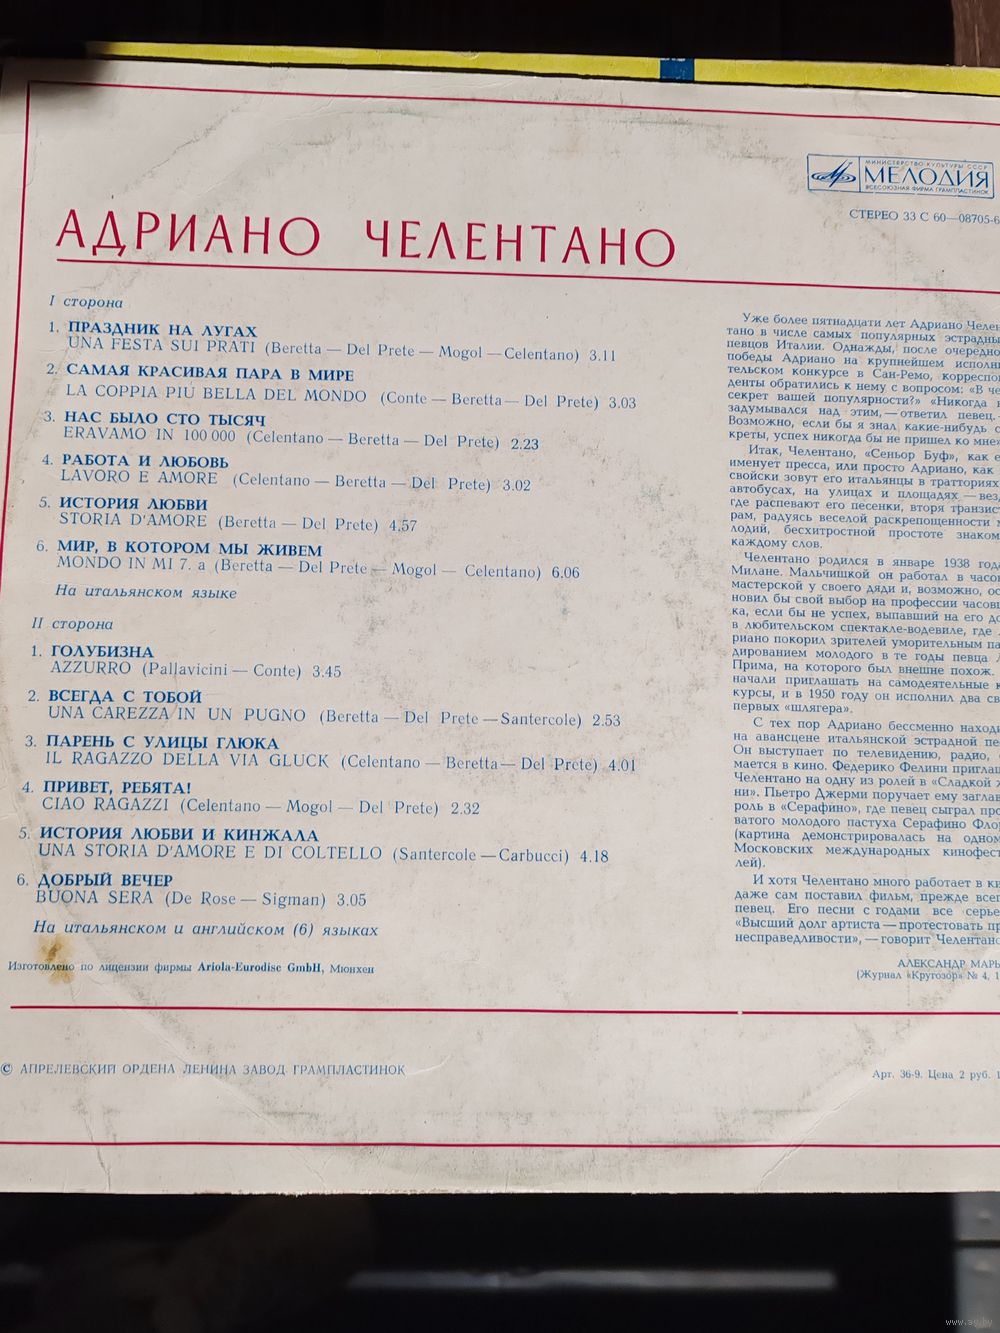 МИНИСТЕРСТВО КУЛЬТУРЫ СССР
МЕЛОДИЯ
ВСЕСОЮЗНАЯ ФИРМА ГРАМПЛАСТИНОК
СТЕРЕО 33 С 60—08705-6
АДРИАНО ЧЕЛЕНТАНО
I сторона
1. ПРАЗДНИК НА ЛУГАХ
UNA FESTA SUI PRATI (Beretta — Del Prete — Mogol — Celentano) 3.11
2. САМАЯ КРАСИВАЯ ПАРА В МИРЕ
LA COPPIA PIÙ BELLA DEL MONDO (Conte — Beretta — Del Prete) 3.03
3. НАС БЫЛО СТО ТЫСЯЧ
ERAVAMO IN 100 000 (Celentano — Beretta — Del Prete) 2.23
4. РАБОТА И ЛЮБОВЬ
LAVORO E AMORE (Celentano — Beretta — Del Prete) 3.02
5. ИСТОРИЯ ЛЮБВИ
STORIA D'AMORE (Beretta — Del Prete) 4.57
6. МИР, В КОТОРОМ МЫ ЖИВЕМ
MONDO IN MI 7. a (Beretta — Del Prete — Mogol — Celentano) 6.06
На итальянском языке
II сторона
1. ГОЛУБИЗНА
AZZURRO (Pallavicini — Conte) 3.45
2. ВСЕГДА С ТОБОЙ
UNA CAREZZA IN UN PUGNO (Beretta — Del Prete — Santercole) 2.53
3. ПАРЕНЬ С УЛИЦЫ ГЛЮКА
IL RAGAZZO DELLA VIA GLUCK (Celentano — Beretta — Del Prete) 4.01
4. ПРИВЕТ, РЕБЯТА!
CIAO RAGAZZI (Celentano — Mogol — Del Prete) 2.32
5. ИСТОРИЯ ЛЮБВИ И КИНЖАЛА
UNA STORIA D'AMORE E DI COLTELLO (Santercole — Carbucci) 4.18
6. ДОБРЫЙ ВЕЧЕР
BUONA SERA (De Rose — Sigman) 3.05
На итальянском и английском (6) языках
Изготовлено по лицензии фирмы Ariola-Eurodisc GmbH, Мюнхен
Уже более пятнадцати лет Адриано Челен
тано в числе самых популярных эстрадны
певцов Италии. Однажды, после очередно
победы Адриано на крупнейшем исполни
тельском конкурсе в Сан-Ремо, корреспон
денты обратились к нему с вопросом: «В че
секрет вашей популярности?» «Никогда
задумывался над этим, — ответил певец. —
Возможно, если бы я знал какие-нибудь с
креты, успех никогда бы не пришел ко мне»
Итак, Челентано, «Сеньор Буф», как е
именует пресса, или просто Адриано, как
свойски зовут его итальянцы в тратториях
автобусах, на улицах и площадях — вез
где распевают его песенки, вторя транзис
рам, радуясь веселой раскрепощенности
лодий, бесхитростной простоте знаком
каждому слов.
Челентано родился в январе 1938 год
Милане. Мальчишкой он работал в часо
мастерской у своего дяди и, возможно, ос
новил бы свой выбор на профессии часов
ка, если бы не успех, выпавший на его до
в любительском спектакле-водевиле, где
риано покорил зрителей уморительным па
дированием молодого в те годы певца
Прима, на которого был внешне похож.
начали приглашать на самодеятельные к
курсы, и в 1950 году он исполнил два св
первых «шлягера».
С тех пор Адриано бессменно находи
на авансцене итальянской эстрадной пе
Он выступает по телевидению, радио,
мается в кино. Федерико Фелини приглаш
Челентано на одну из ролей в «Сладкой ж
ни». Пьетро Джерми поручает ему заглав
роль в «Серафино», где певец сыграл про
ватого молодого пастуха Серафино Фло
(картина демонстрировалась на одном
Московских международных кинофест
лей).
И хотя Челентано много работает в ки
даже сам поставил фильм, прежде всег
певец. Его песни с годами все серье
«Высший долг артиста — протестовать пр
несправедливости», — говорит Челентано
АЛЕКСАНДР МАРЬ
(Журнал «Кругозор» № 4, 1
© АПРЕЛЕВСКИЙ ОРДЕНА ЛЕНИНА ЗАВОД ГРАМПЛАСТИНОК
Арт. 36-9. Цена 2 руб. 1
www.ay.by